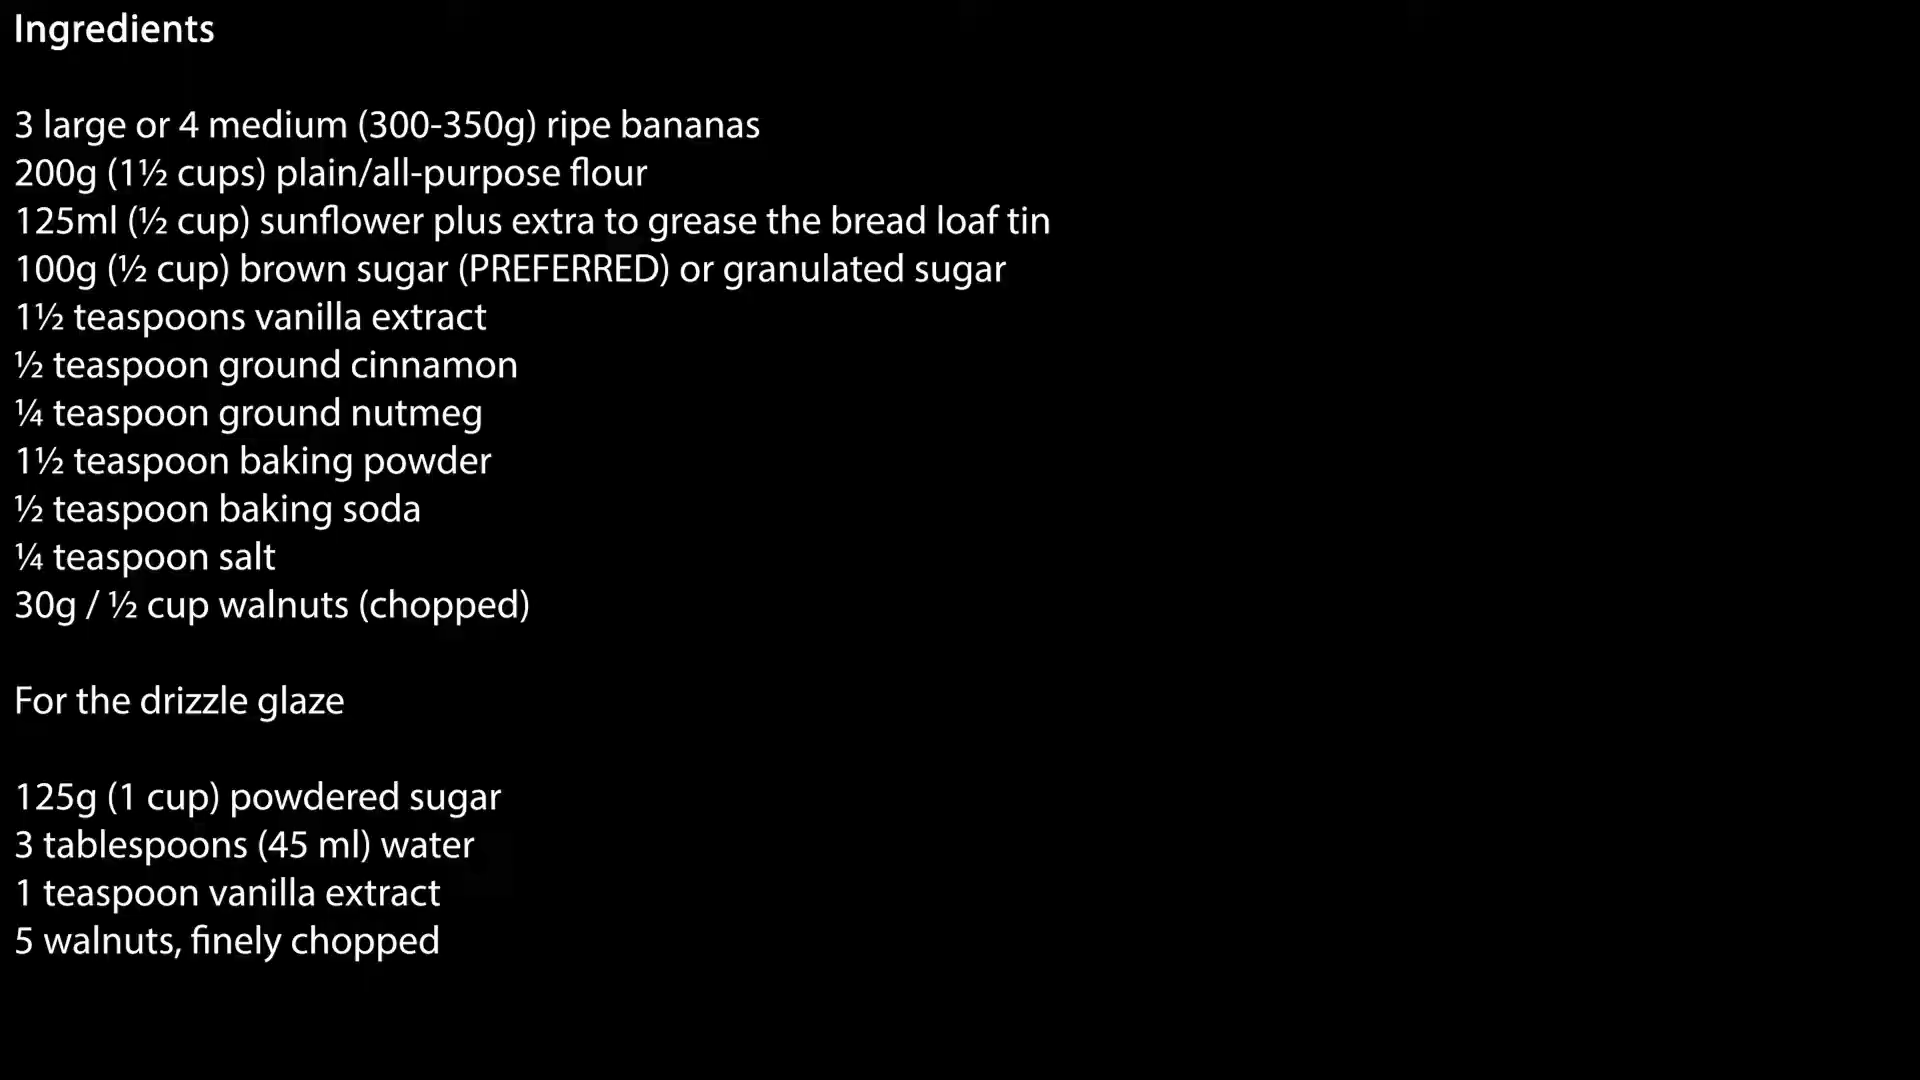 Ingredients
3 large or 4 medium (300-350g) ripe bananas
200g (1½ cups) plain/all-purpose flour
125ml (½ cup) sunflower plus extra to grease the bread loaf tin
100g (½ cup) brown sugar (PREFERRED) or granulated sugar
1½ teaspoons vanilla extract
½ teaspoon ground cinnamon
¼ teaspoon ground nutmeg
1½ teaspoon baking powder
½ teaspoon baking soda
¼ teaspoon salt
30g / ½ cup walnuts (chopped)
For the drizzle glaze
125g (1 cup) powdered sugar
3 tablespoons (45 ml) water
1 teaspoon vanilla extract
5 walnuts, finely chopped